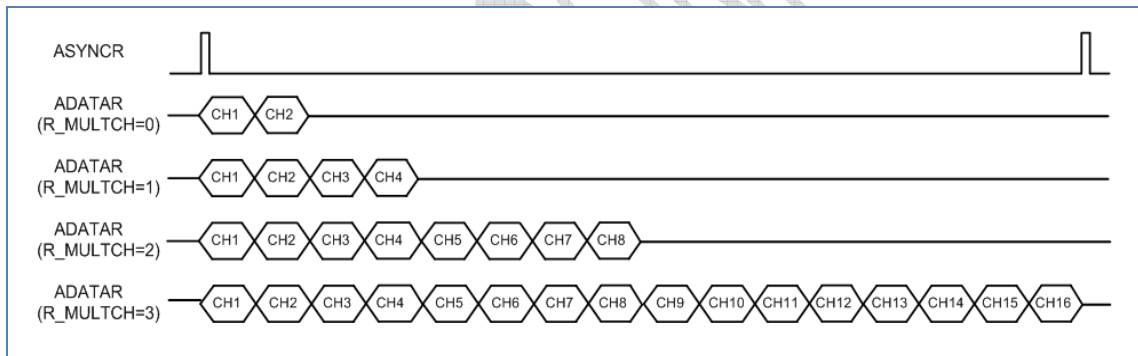 ASYNCR
ADATAR
(R_MULTCH=0)
CH1 CH2
ADATAR
(R_MULTCH=1)
CH1 CH2 CH3 CH4
ADATAR
(R_MULTCH=2)
CH1 CH2 CH3 CH4 CH5 CH6 CH7 CH8
ADATAR
(R_MULTCH=3)
CH1 CH2 CH3 CH4 CH5 CH6 CH7 CH8 CH9 CH10 CH11 CH12 CH13 CH14 CH15 CH16